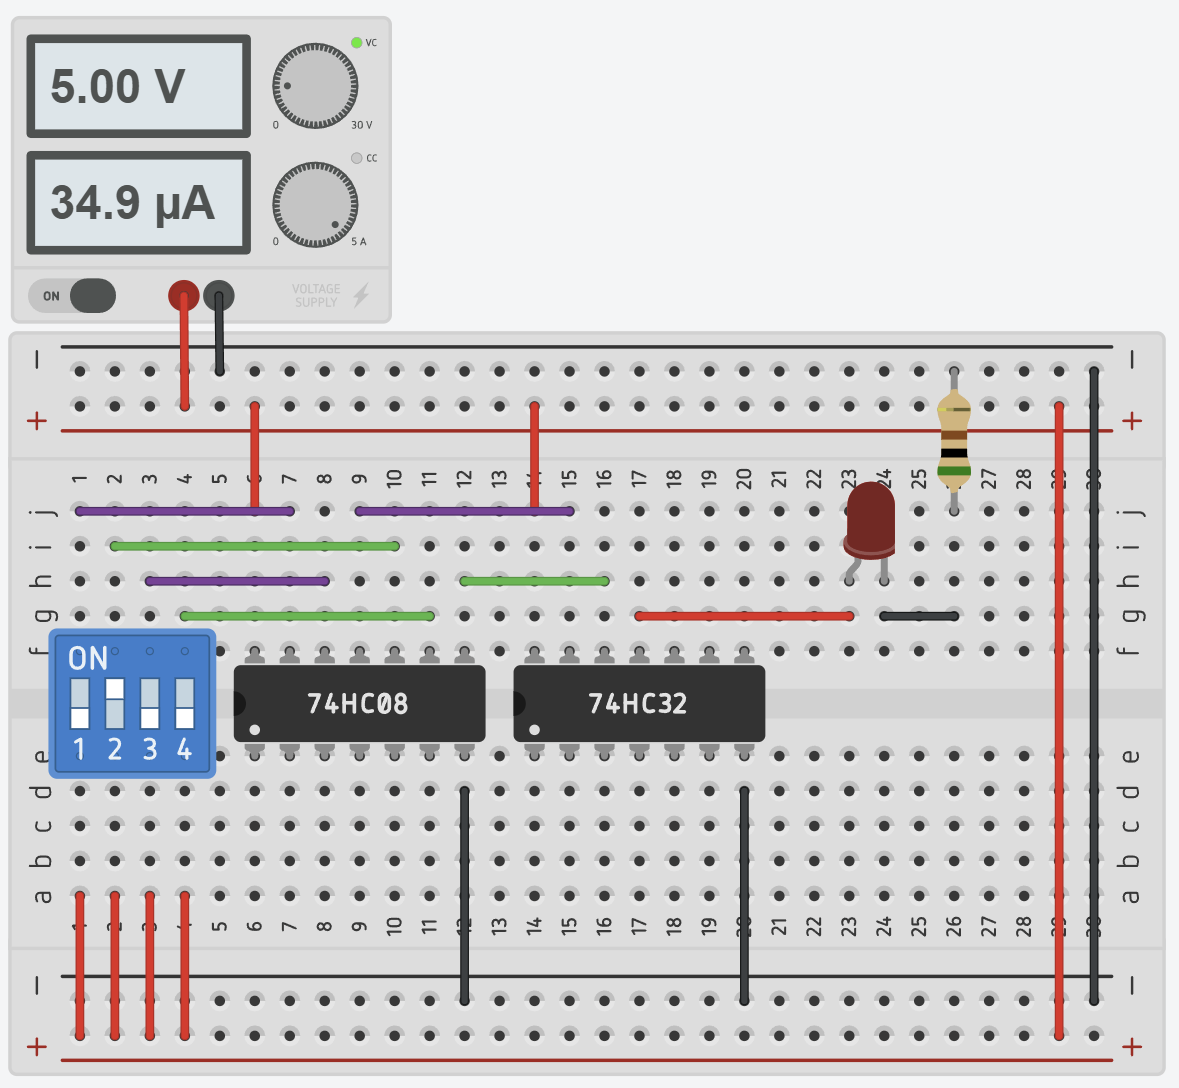 5.00 V
VC
0 30 V
34.9 µA
CC
0 5 A
ON
VOLTAGE
SUPPLY
− −
+ +
1 2 3 4 5 6 7 8 9 10 11 12 13 14 15 16 17 18 19 20 21 22 23 24 25 26 27 28 29 30
j j
i i
h h
g g
f f
ON
74HC08 74HC32
1 2 3 4
e e
d d
c c
b b
a a
1 2 3 4 5 6 7 8 9 10 11 12 13 14 15 16 17 18 19 20 21 22 23 24 25 26 27 28 29 30
− −
+ +